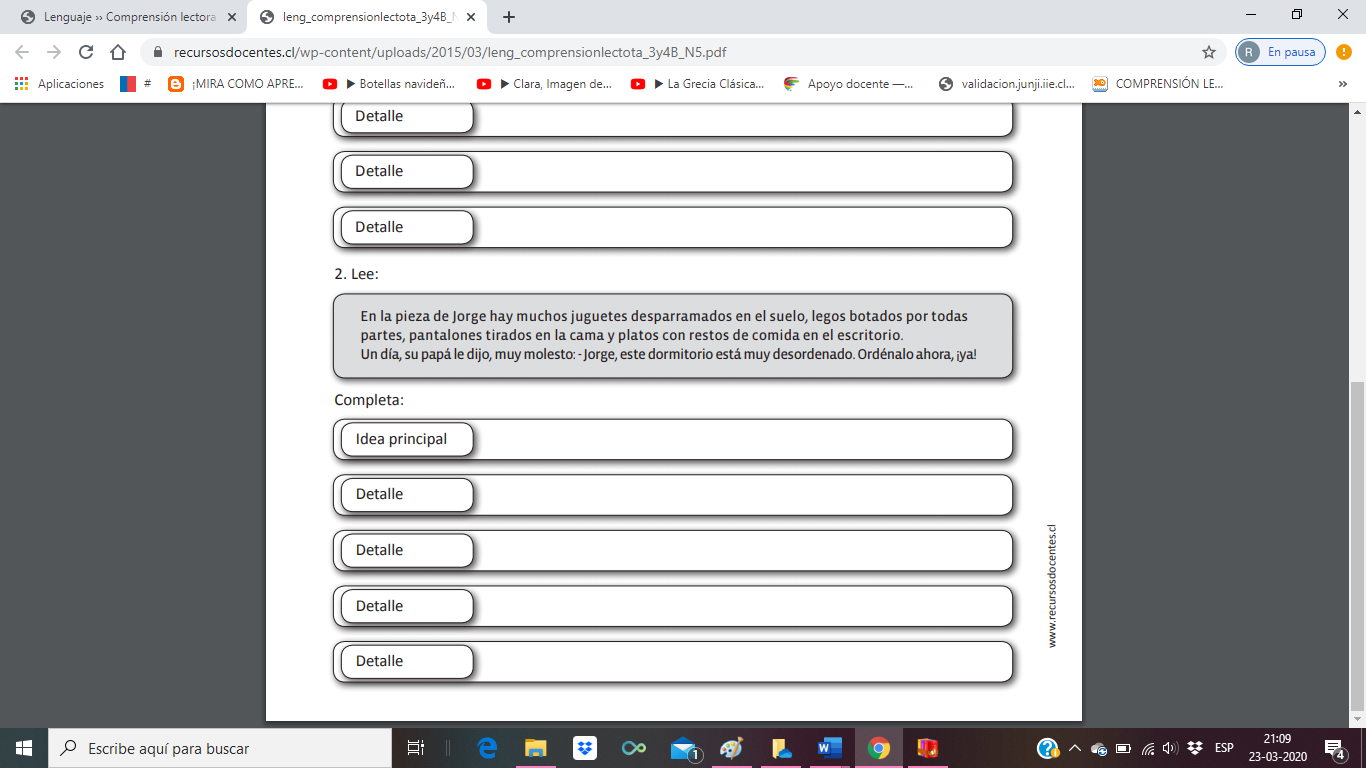 Lenguaje ›› Comprensión lectora
leng_comprensionlectota_3y4B_N
recursosdocentes.cl/wp-content/uploads/2015/03/leng_comprensionlectota_3y4B_N5.pdf
R En pausa
Aplicaciones
#
¡MIRA COMO APRE...
▶ Botellas navideñ...
▶ Clara, Imagen de...
▶ La Grecia Clásica...
Apoyo docente —...
validacion.junji.iie.cl...
COMPRENSIÓN LE...
»
Detalle
Detalle
Detalle
2. Lee:
En la pieza de Jorge hay muchos juguetes desparramados en el suelo, legos botados por todas
partes, pantalones tirados en la cama y platos con restos de comida en el escritorio.
Un día, su papá le dijo, muy molesto: - Jorge, este dormitorio está muy desordenado. Ordénalo ahora, ¡ya!
Completa:
Idea principal
Detalle
Detalle
Detalle
Detalle
www.recursosdocentes.cl
Escribe aquí para buscar
1
ESP
21:09
23-03-2020
4